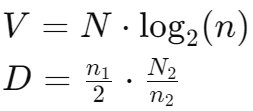 V = N · log₂(n)
D = n₁/2 · N₂/n₂